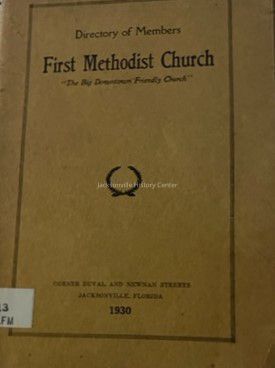 Directory of Members
First Methodist Church
"The Big Downtown Friendly Church"
Jacksonville History Center
CORNER DUVAL AND NEWNAN STREETS
JACKSONVILLE, FLORIDA
1930
13
FM